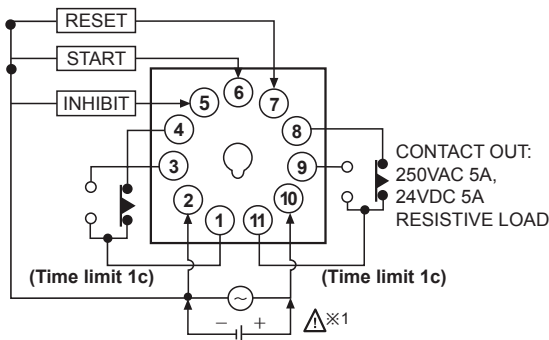 RESET
START
INHIBIT
6
5
7
4
8
3
9
2
10
1
11
CONTACT OUT:
250VAC 5A,
24VDC 5A
RESISTIVE LOAD
(Time limit 1c)
(Time limit 1c)
~
− +
⚠※1